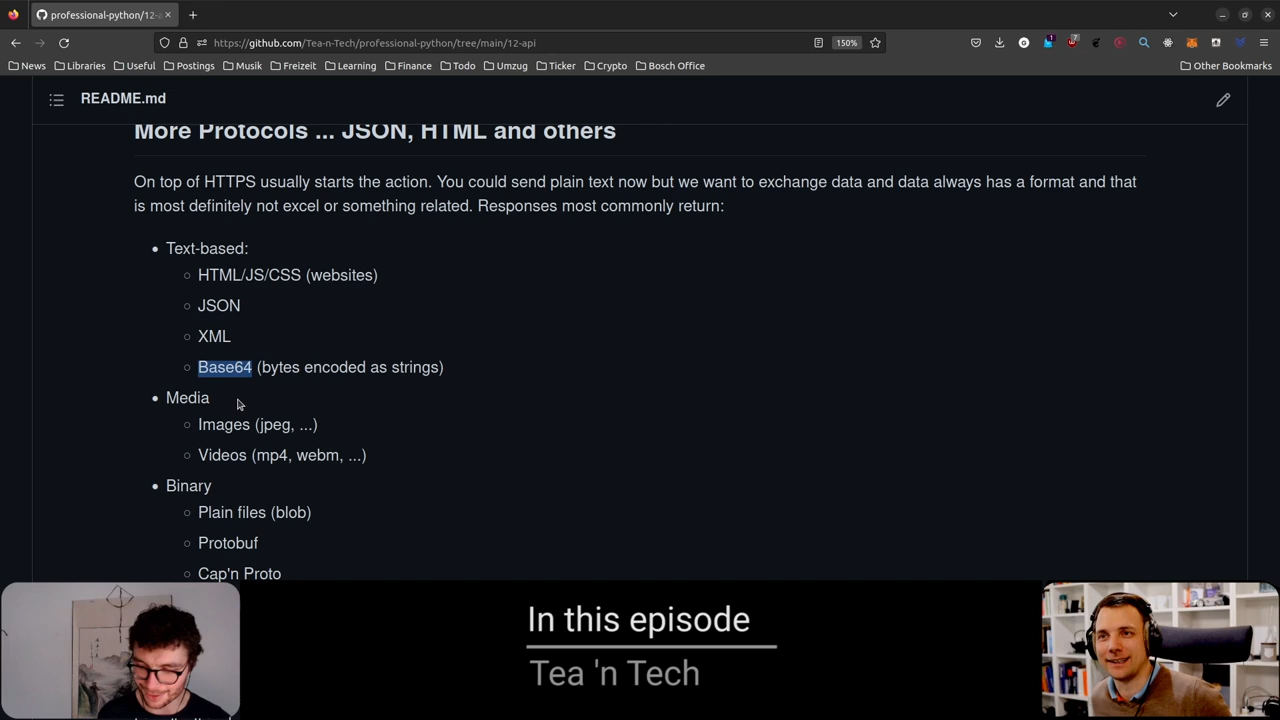 professional-python/12-a
https://github.com/Tea-n-Tech/professional-python/tree/main/12-api
150%
News
Libraries
Useful
Postings
Musik
Freizeit
Learning
Finance
Todo
Umzug
Ticker
Crypto
Bosch Office
Other Bookmarks
README.md
More Protocols ... JSON, HTML and others
On top of HTTPS usually starts the action. You could send plain text now but we want to exchange data and data always has a format and that
is most definitely not excel or something related. Responses most commonly return:
Text-based:
HTML/JS/CSS (websites)
JSON
XML
Base64 (bytes encoded as strings)
Media
Images (jpeg, ...)
Videos (mp4, webm, ...)
Binary
Plain files (blob)
Protobuf
Cap'n Proto
In this episode
Tea 'n Tech